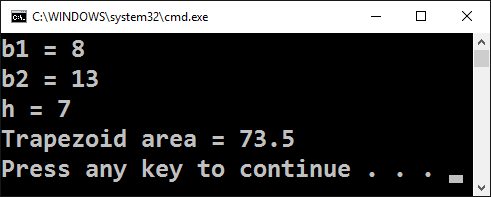 C:\WINDOWS\system32\cmd.exe
b1 = 8
b2 = 13
h = 7
Trapezoid area = 73.5
Press any key to continue . . .